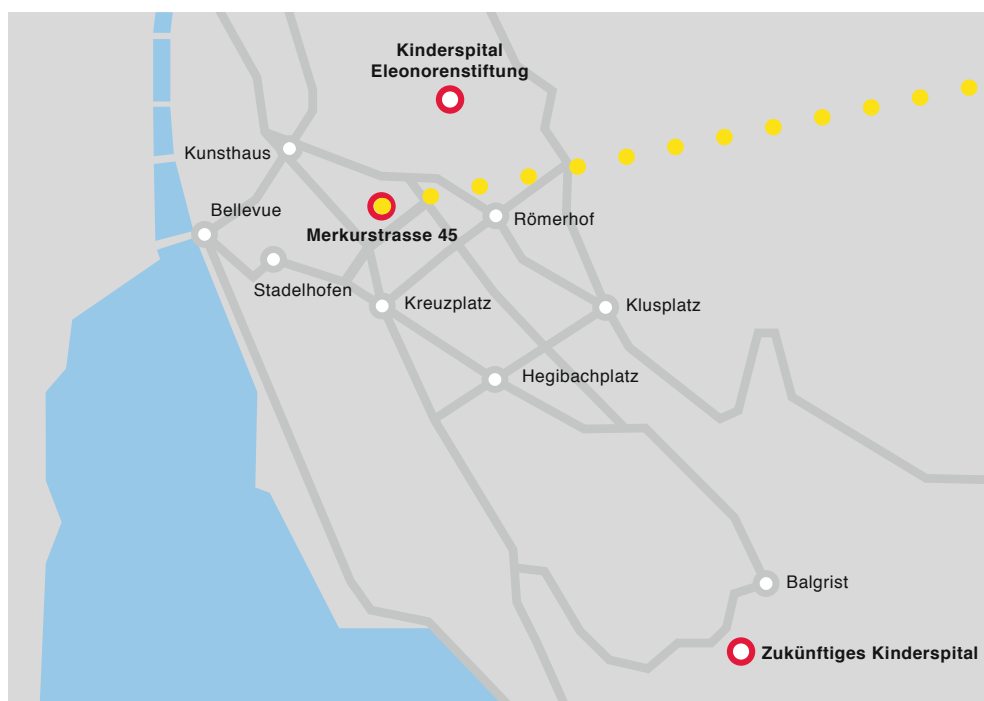 Kinderspital
Eleonorenstiftung
Kunsthaus
Bellevue
Römerhof
Merkurstrasse 45
Stadelhofen
Kreuzplatz
Klusplatz
Hegibachplatz
Balgrist
Zukünftiges Kinderspital